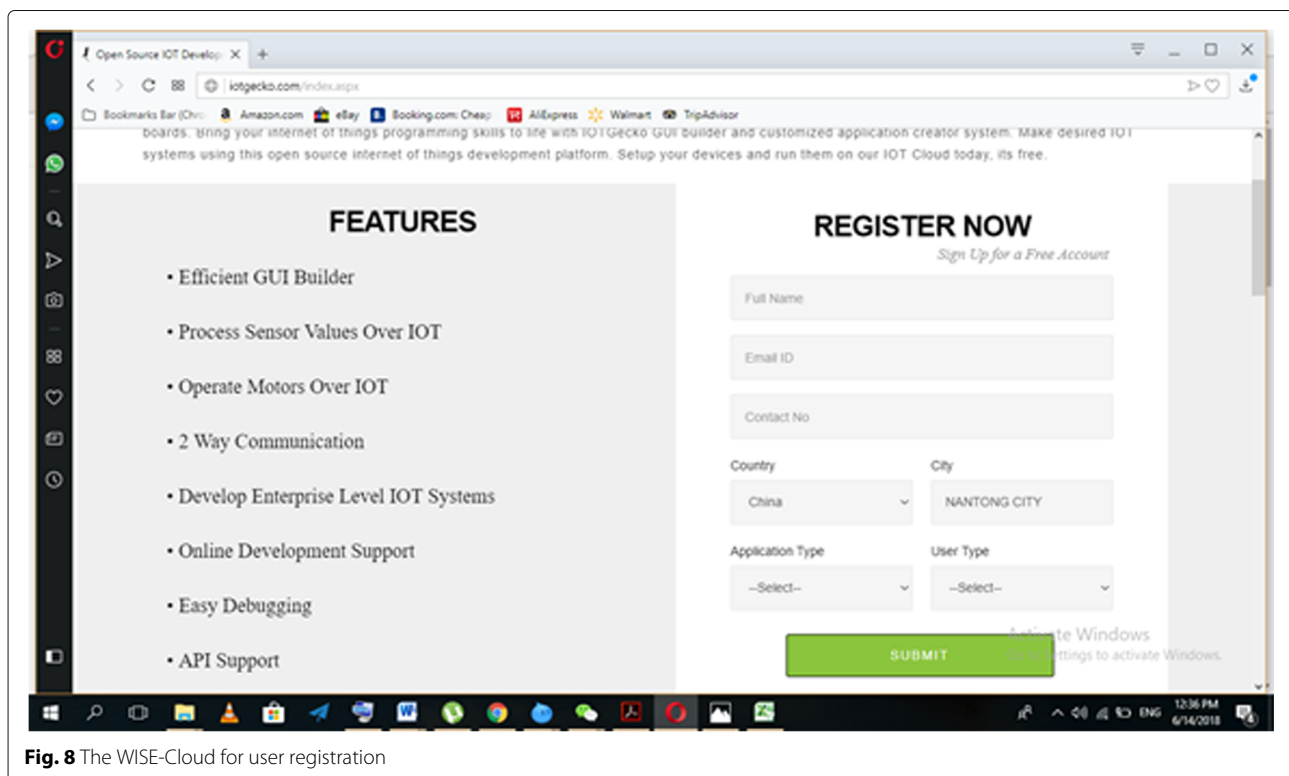 Open Source IOT Develop
iotgecko.com/index.aspx
Bookmarks Bar (Chro Amazon.com eBay Booking.com: Cheap AliExpress Walmart TripAdvisor
boards. Bring your internet of things programming skills to life with IOTGecko GUI builder and customized application creator system. Make desired IOT
systems using this open source internet of things development platform. Setup your devices and run them on our IOT Cloud today, its free.
FEATURES
• Efficient GUI Builder
• Process Sensor Values Over IOT
• Operate Motors Over IOT
• 2 Way Communication
• Develop Enterprise Level IOT Systems
• Online Development Support
• Easy Debugging
• API Support
REGISTER NOW
Sign Up for a Free Account
Full Name
Email ID
Contact No
Country City
China NANTONG CITY
Application Type User Type
--Select-- --Select--
SUBMIT
Activate Windows
settings to activate Windows.
ENG 12:36 PM
6/14/2018
Fig. 8 The WISE-Cloud for user registration